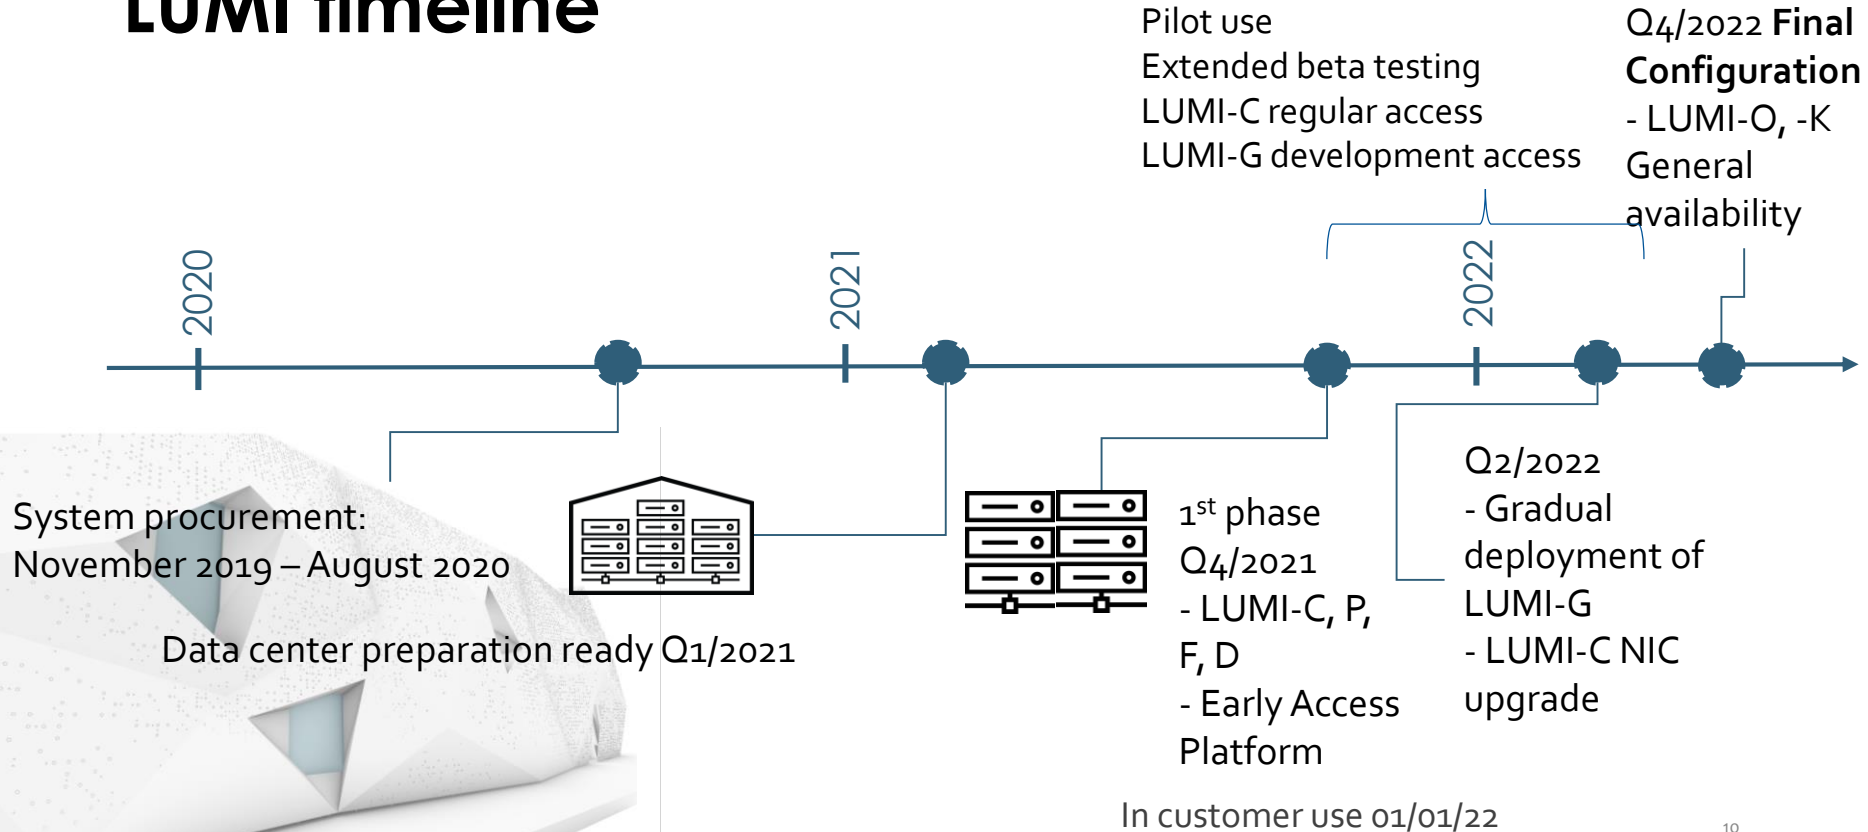 LUMI timeline
Pilot use
Extended beta testing
LUMI-C regular access
LUMI-G development access
Q4/2022 Final
Configuration
- LUMI-O, -K
General
availability
2020
2021
2022
System procurement:
November 2019 – August 2020
Data center preparation ready Q1/2021
1st phase
Q4/2021
- LUMI-C, P,
F, D
- Early Access
Platform
In customer use 01/01/22
Q2/2022
- Gradual
deployment of
LUMI-G
- LUMI-C NIC
upgrade
10